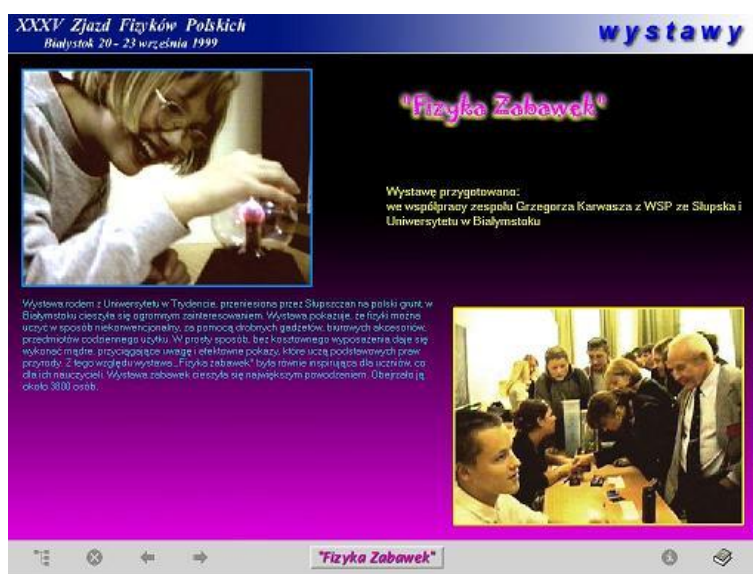 XXXV Zjazd Fizyków Polskich
Białystok 20 - 23 września 1999
wystawy
"Fizyka Zabawek"
Wystawę przygotowano:
we współpracy zespołu Grzegorza Karwasza z WSP ze Słupska i
Uniwersytetu w Białymstoku
Wystawa rodem z Uniwersytetu w Trydencie, przeniesiona przez Słupszczan na polski grunt, w
Białymstoku cieszyła się ogromnym zainteresowaniem. Wystawa pokazuje, że fizyki można
uczyć w sposób niekonwencjonalny, za pomocą drobnych gadżetów, biurowych akcesoriów,
przedmiotów codziennego użytku. W prosty sposób, bez kosztownego wyposażenia daje się
wykonać mądre, przyciągające uwagę i efektowne pokazy, które uczą podstawowych praw
przyrody. Z tego względu wystawa „Fizyka zabawek" była równie inspirująca dla uczniów, co
dla ich nauczycieli. Wystawa zabawek cieszyła się największym powodzeniem. Obejrzało ją
około 3800 osób.
"Fizyka Zabawek"